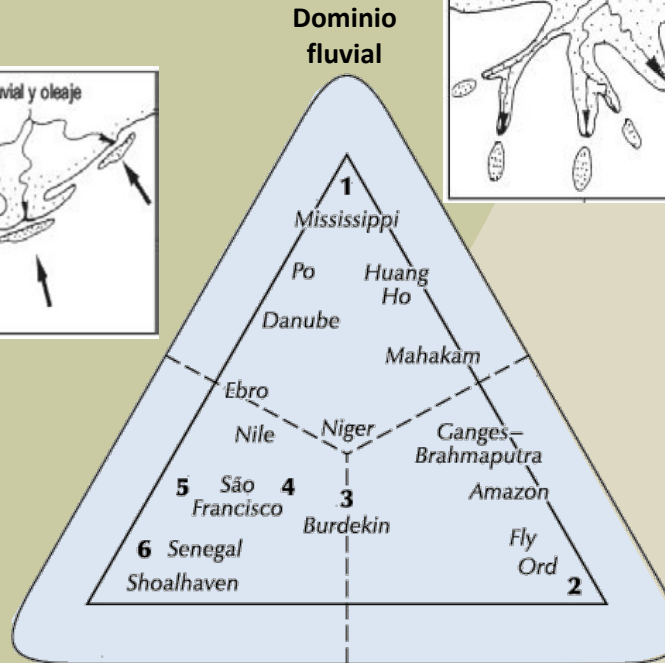 Dominio
fluvial
vial y oleaje
1
Mississippi
Po
Huang
Ho
Danube
Mahakam
Ebro
Nile
Niger
Ganges–
Brahmaputra
5
São
Francisco
4
3
Burdekin
Amazon
6
Senegal
Shoalhaven
Fly
Ord
2